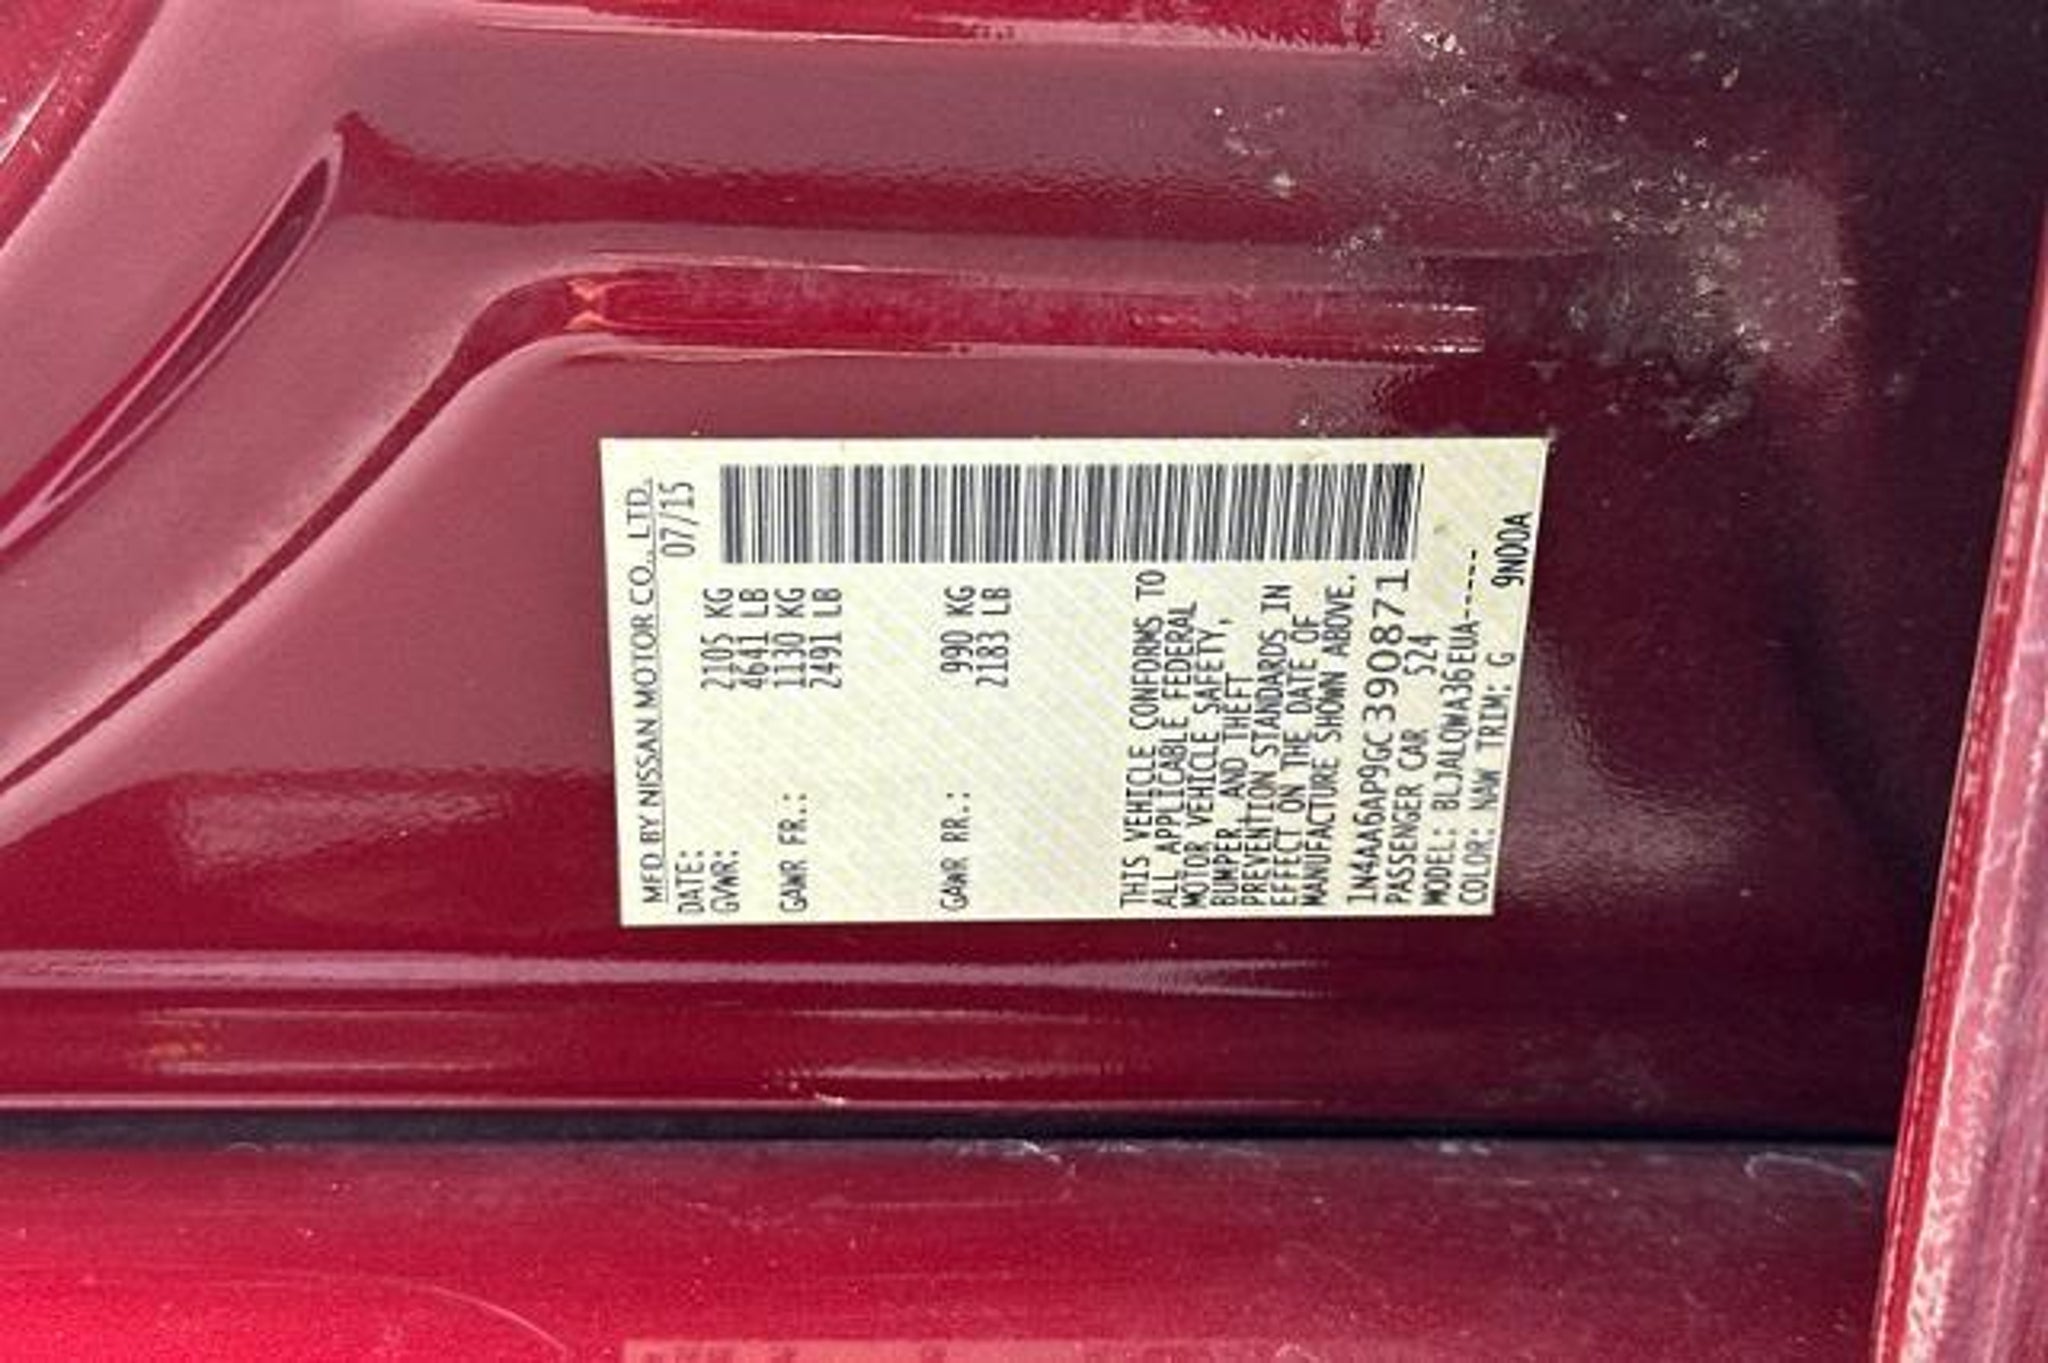 MFD BY NISSAN MOTOR CO., LTD.
DATE: 07/15
GVWR: 2105 KG
4641 LB
GAWR FR.: 1130 KG
2491 LB
GAWR RR.: 990 KG
2183 LB
THIS VEHICLE CONFORMS TO
ALL APPLICABLE FEDERAL
MOTOR VEHICLE SAFETY,
BUMPER, AND THEFT
PREVENTION STANDARDS IN
EFFECT ON THE DATE OF
MANUFACTURE SHOWN ABOVE.
1N4AA6AP9GC390871
PASSENGER CAR 524
MODEL: BLJALQWA36EUA-----
COLOR: NAW TRIM: G 9N00A